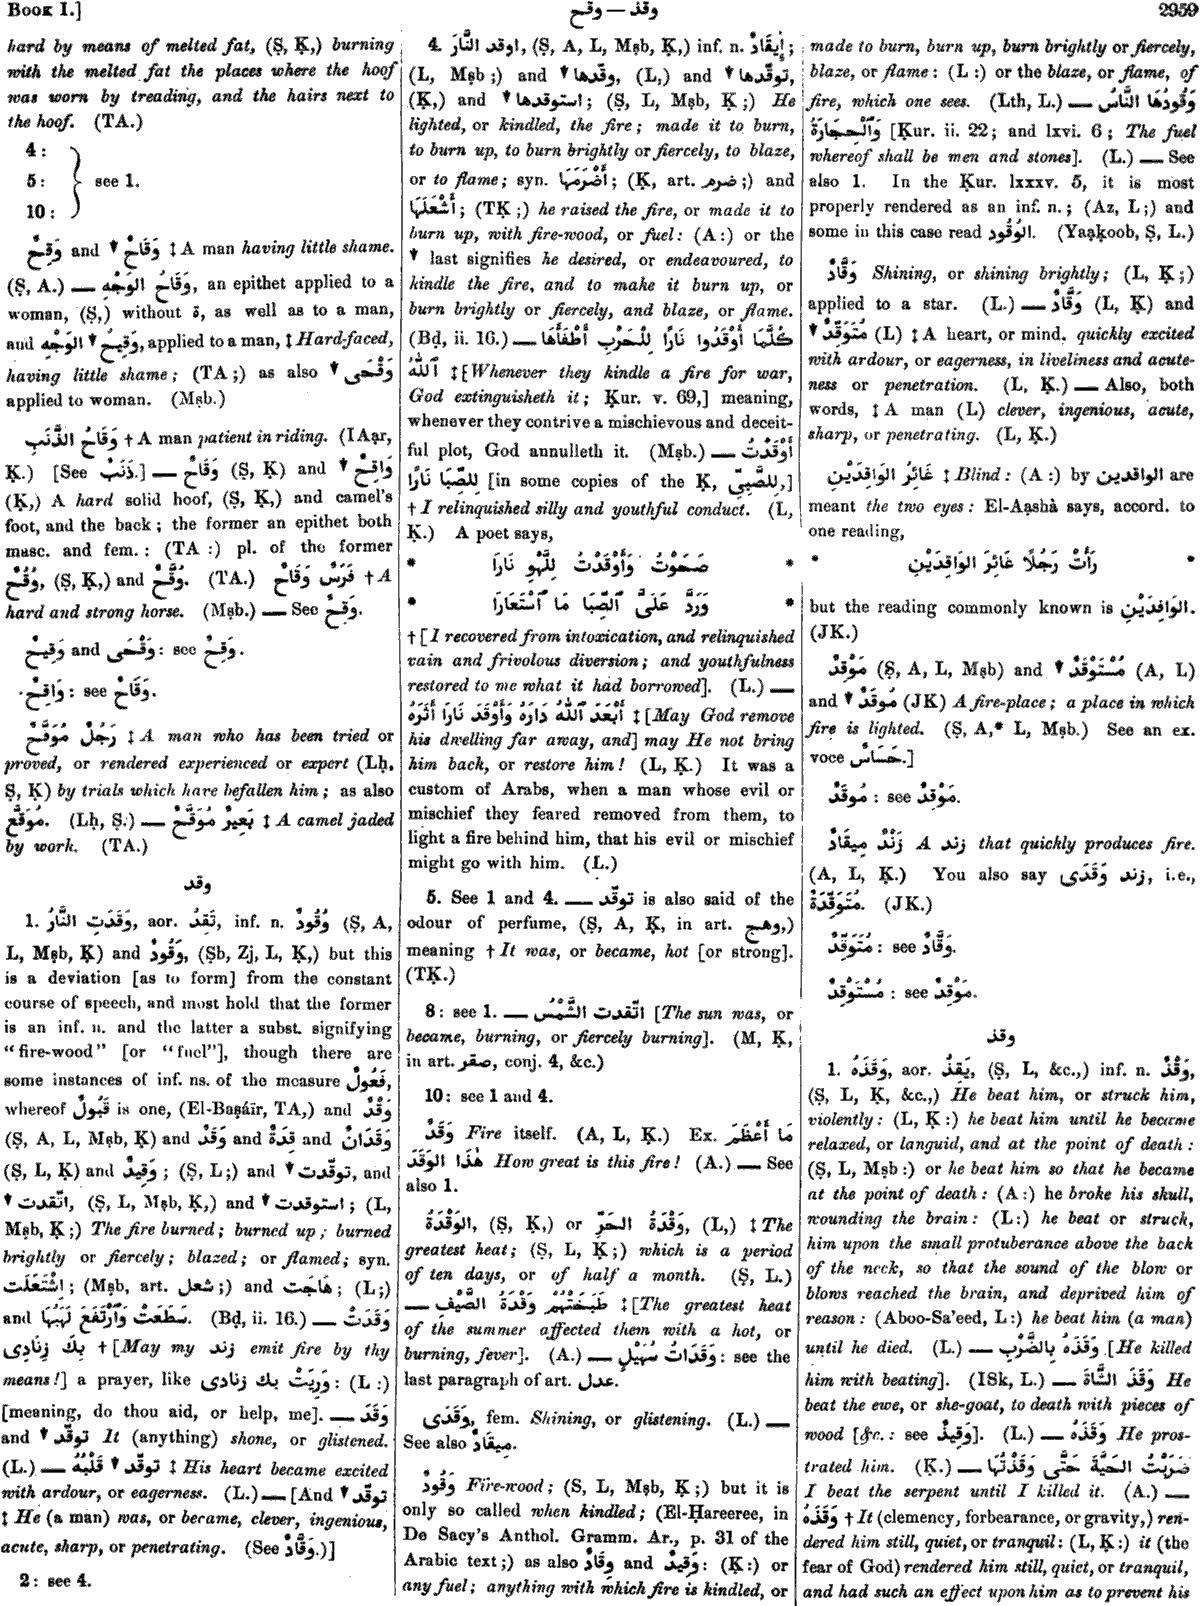 Book I.]
وقذ — وقح
2959
hard by means of melted fat, (Ṣ, Ḳ,) burning
with the melted fat the places where the hoof
was worn by treading, and the hairs next to
the hoof. (TA.)
4 :
5 : } see 1.
10 :
وَقِحٌ and ▼ وَقَاحٌ ‡ A man having little shame.
(Ṣ, A.) — وَقَاحُ الوَجْهِ, an epithet applied to a
woman, (Ṣ,) without ة, as well as to a man,
and وَقِيحُ ▼ الوَجْهِ, applied to a man, ‡ Hard-faced,
having little shame ; (TA ;) as also ▼ وَقْحَى
applied to woman. (Mṣb.)
وَقَاحُ الذَّنَبِ † A man patient in riding. (IAạr,
Ḳ.) [See ذَنَبٌ.] — وَقَاحٌ (Ṣ, Ḳ) and ▼ وَاقِحٌ
(Ḳ,) A hard solid hoof, (Ṣ, Ḳ,) and camel's
foot, and the back ; the former an epithet both
masc. and fem. : (TA :) pl. of the former
وُقُحٌ, (Ṣ, Ḳ,) and وُقَّحٌ. (TA.) فَرَسٌ وَقَاحٌ † A
hard and strong horse. (Mṣb.) — See وَقِحٌ.
وَقِيحٌ and وَقْحَى : see وَقِحٌ.
وَاقِحٌ : see وَقَاحٌ.
رَجُلٌ مُوَقَّحٌ ‡ A man who has been tried or
proved, or rendered experienced or expert (Lḥ,
Ṣ, Ḳ) by trials which have befallen him ; as also
مُوَقَّعٌ. (Lḥ, Ṣ.) — بَعِيرٌ مُوَقَّحٌ ‡ A camel jaded
by work. (TA.)
وقد
1. وَقَدَتِ النَّارُ, aor. تَقِدُ, inf. n. وُقُودٌ (Ṣ, A,
L, Mṣb, Ḳ) and وَقُودٌ, (Sb, Zj, L, Ḳ,) but this
is a deviation [as to form] from the constant
course of speech, and most hold that the former
is an inf. n. and the latter a subst. signifying
“fire-wood” [or “fuel”], though there are
some instances of inf. ns. of the measure فَعُولٌ,
whereof قَبُولٌ is one, (El-Baṣáïr, TA,) and وَقْدٌ
(Ṣ, A, L, Mṣb, Ḳ) and وَقَدٌ and قِدَةٌ and وَقَدَانٌ
(Ṣ, L, Ḳ) and وَقِيدٌ ; (Ṣ, L ;) and ▼ توقّدت, and
▼ اتّقدت, (Ṣ, L, Mṣb, Ḳ,) and ▼ استوقدت ; (L,
Mṣb, Ḳ ;) The fire burned ; burned up ; burned
brightly or fiercely ; blazed ; or flamed ; syn.
اِشْتَعَلَت ; (Mṣb, art. شعل ;) and هَاجَت ; (L ;)
and سَطَعَتْ وَٱرْتَفَعَ لَهَبُهَا. (Bḍ, ii. 16.) — وَقَدَتْ
بِكَ زِنَادِى † [May my زند emit fire by thy
means!] a prayer, like وَرِيَتْ بك زنادى : (L :)
[meaning, do thou aid, or help, me]. — وَقَدَ
and ▼ توقّد It (anything) shone, or glistened.
(L.) — توقّد ▼ قَلْبُهُ ‡ His heart became excited
with ardour, or eagerness. (L.) — [And ▼ توقّد
‡ He (a man) was, or became, clever, ingenious,
acute, sharp, or penetrating. (See وَقَّادٌ.)]
2 : see 4.
4. اوقد النَّارَ, (Ṣ, A, L, Mṣb, Ḳ,) inf. n. إِيقَادٌ ;
(L, Mṣb ;) and ▼ وقّدها, (L,) and ▼ توقّدها,
(Ḳ,) and ▼ استوقدها ; (Ṣ, L, Mṣb, Ḳ ;) He
lighted, or kindled, the fire ; made it to burn,
to burn up, to burn brightly or fiercely, to blaze,
or to flame ; syn. أَضْرَمَهَا ; (Ḳ, art. ضرم ;) and
أَشْعَلَهَا ; (TḲ ;) he raised the fire, or made it to
burn up, with fire-wood, or fuel : (A :) or the
▼ last signifies he desired, or endeavoured, to
kindle the fire, and to make it burn up, or
burn brightly or fiercely, and blaze, or flame.
(Bḍ, ii. 16.) — كُلَّمَا أَوْقَدُوا نَارًا لِلْحَرْبِ أَطْفَأَهَا
ٱللّٰهُ ‡ [Whenever they kindle a fire for war,
God extinguisheth it ; Ḳur. v. 69,] meaning,
whenever they contrive a mischievous and deceit-
ful plot, God annulleth it. (Mṣb.) — أَوْقَدْتُ
لِلصِّبَا نَارًا [in some copies of the Ḳ, لِلصَّبِىِّ,]
† I relinquished silly and youthful conduct. (L,
Ḳ.) A poet says,
* صَحَوْتُ وَأَوْقَدْتُ لِلَّهْوِ نَارَا *
* وَرَدَّ عَلَىَّ ٱلصِّبَا مَا ٱسْتَعَارَا *
† [I recovered from intoxication, and relinquished
vain and frivolous diversion ; and youthfulness
restored to me what it had borrowed]. (L.) —
أَبْعَدَ ٱللّٰهُ دَارَهُ وَأَوْقَدَ نَارًا أَثَرَهُ ‡ [May God remove
his dwelling far away, and] may He not bring
him back, or restore him! (L, Ḳ.) It was a
custom of Arabs, when a man whose evil or
mischief they feared removed from them, to
light a fire behind him, that his evil or mischief
might go with him. (L.)
5. See 1 and 4. — توقّد is also said of the
odour of perfume, (Ṣ, A, Ḳ, in art. وهج,)
meaning † It was, or became, hot [or strong].
(TḲ.)
8 : see 1. — اتّقدت الشَّمْسُ [The sun was, or
became, burning, or fiercely burning]. (M, Ḳ,
in art. صقر, conj. 4, &c.)
10 : see 1 and 4.
وَقَدٌ Fire itself. (A, L, Ḳ.) Ex. مَا أَعْظَمَ
هٰذَا الوَقَدَ How great is this fire! (A.) — See
also 1.
الوَقْدَةُ, (Ṣ, Ḳ,) or وَقْدَةُ الحَرِّ, (L,) ‡ The
greatest heat ; (Ṣ, L, Ḳ ;) which is a period
of ten days, or of half a month. (Ṣ, L.)
— طَبَخَتْهُمْ وَقْدَةُ الصَّيْفِ ‡ [The greatest heat
of the summer affected them with a hot, or
burning, fever]. (A.) — وَقَدَاتُ سُهَيْلٍ : see the
last paragraph of art. عدل.
وَقَدَى, fem. Shining, or glistening. (L.) —
See also مِيقَادٌ.
وَقُودٌ Fire-wood ; (S, L, Mṣb, Ḳ ;) but it is
only so called when kindled ; (El-Ḥareeree, in
De Sacy's Anthol. Gramm. Ar., p. 31 of the
Arabic text ;) as also وِقَادٌ and وَقِيدٌ : (Ḳ :) or
any fuel ; anything with which fire is kindled, or
made to burn, burn up, burn brightly or fiercely,
blaze, or flame : (L :) or the blaze, or flame, of
fire, which one sees. (Lth, L.) — وَقُودُهَا النَّاسُ
وَٱلْحِجَارَةُ [Ḳur. ii. 22 ; and lxvi. 6 ; The fuel
whereof shall be men and stones]. (L.) — See
also 1. In the Ḳur. lxxxv. 5, it is most
properly rendered as an inf. n. ; (Az, L ;) and
some in this case read الوُقُود. (Yaạḳoob, Ṣ, L.)
وَقَّادٌ Shining, or shining brightly ; (L, Ḳ ;)
applied to a star. (L.) — وَقَّادٌ (L, Ḳ) and
▼ مُتَوَقِّدٌ (L) ‡ A heart, or mind, quickly excited
with ardour, or eagerness, in liveliness and acute-
ness or penetration. (L, Ḳ.) — Also, both
words, ‡ A man (L) clever, ingenious, acute,
sharp, or penetrating. (L, Ḳ.)
غَائِرُ الوَاقِدَيْنِ ‡ Blind : (A :) by الواقدين are
meant the two eyes : El-Aạshà says, accord. to
one reading,
* رَأَتْ رَجُلًا غَائِرَ الوَاقِدَيْنِ *
but the reading commonly known is الوَافِدَيْنِ.
(JK.)
مَوْقِدٌ (Ṣ, A, L, Mṣb) and ▼ مُسْتَوْقَدٌ (A, L)
and ▼ مُوقَدٌ (JK) A fire-place ; a place in which
fire is lighted. (Ṣ, A,* L, Mṣb.) See an ex.
voce حَسَاسٌ.]
مُوقَدٌ : see مَوْقِدٌ.
زَنْدٌ مِيقَادٌ A زند that quickly produces fire.
(A, L, Ḳ.) You also say زند وَقَدَى, i.e.,
مُتَوَقِّدَةٌ. (JK.)
مُتَوَقِّدٌ : see وَقَّادٌ.
مُسْتَوْقِدٌ : see مَوْقِدٌ.
وقذ
1. وَقَذَهُ, aor. يَقِذُ, (Ṣ, L, &c.,) inf. n. وَقْذٌ,
(Ṣ, L, Ḳ, &c.,) He beat him, or struck him,
violently : (L, Ḳ :) he beat him until he became
relaxed, or languid, and at the point of death :
(Ṣ, L, Mṣb :) or he beat him so that he became
at the point of death : (A :) he broke his skull,
wounding the brain : (L :) he beat or struck,
him upon the small protuberance above the back
of the neck, so that the sound of the blow or
blows reached the brain, and deprived him of
reason : (Aboo-Sa'eed, L :) he beat him (a man)
until he died. (L.) — وَقَذَهُ بِالضَّرْبِ [He killed
him with beating]. (ISk, L.) — وَقَذَ الشَّاةَ He
beat the ewe, or she-goat, to death with pieces of
wood [&c. : see وَقِيذٌ]. (L.) — وَقَذَهُ He pros-
trated him. (Ḳ.) — ضَرَبْتُ الحَيَّةَ حَتَّى وَقَذْتُهَا
I beat the serpent until I killed it. (A.) —
وَقَذَهُ † It (clemency, forbearance, or gravity,) ren-
dered him still, quiet, or tranquil : (L, Ḳ :) it (the
fear of God) rendered him still, quiet, or tranquil,
and had such an effect upon him as to prevent his